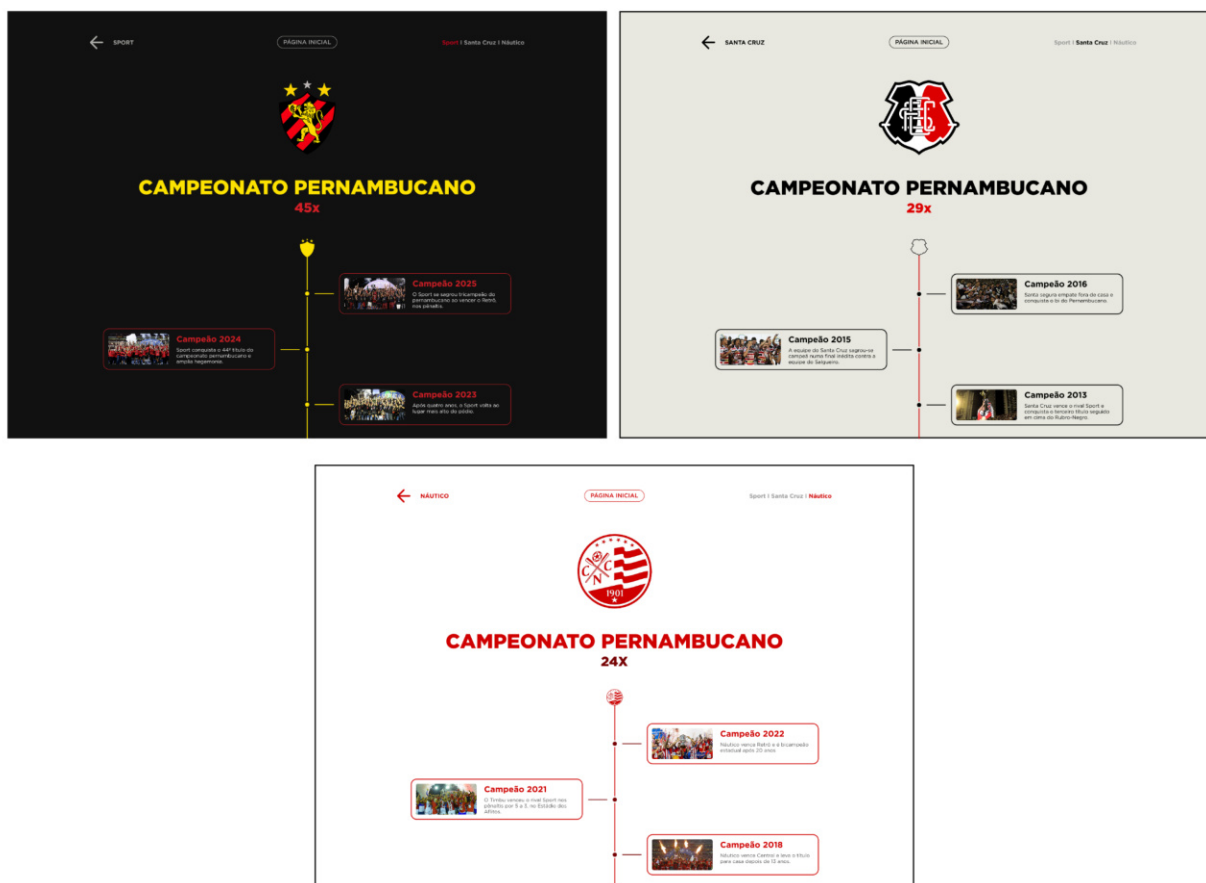 SPORT
PÁGINA INICIAL
Sport I Santa Cruz I Náutico
CAMPEONATO PERNAMBUCANO
45x
Campeão 2025
O Sport se sagrou tricampeão do
pernambucano ao vencer o Retrô,
nos pênaltis.
Campeão 2024
Sport conquista o 44º título do
campeonato pernambucano e
amplia hegemonia.
Campeão 2023
Após quatro anos, o Sport volta ao
lugar mais alto do pódio.
SANTA CRUZ
PÁGINA INICIAL
Sport I Santa Cruz I Náutico
CAMPEONATO PERNAMBUCANO
29x
Campeão 2016
Santa segura empate fora de casa e
conquista o bi do Pernambucano.
Campeão 2015
A equipe do Santa Cruz sagrou-se
campeã numa final inédita contra a
equipe do Salgueiro.
Campeão 2013
Santa Cruz vence o rival Sport e
conquista o terceiro título seguido
em cima do Rubro-Negro.
NÁUTICO
PÁGINA INICIAL
Sport I Santa Cruz I Náutico
C C
N
1901
CAMPEONATO PERNAMBUCANO
24X
Campeão 2022
Náutico vence Retrô e é bicampeão
estadual após 20 anos
Campeão 2021
O Timbu venceu o rival Sport nos
pênaltis por 5 a 3, no Estádio dos
Aflitos.
Campeão 2018
Náutico vence Central e leva o título
para casa depois de 13 anos.